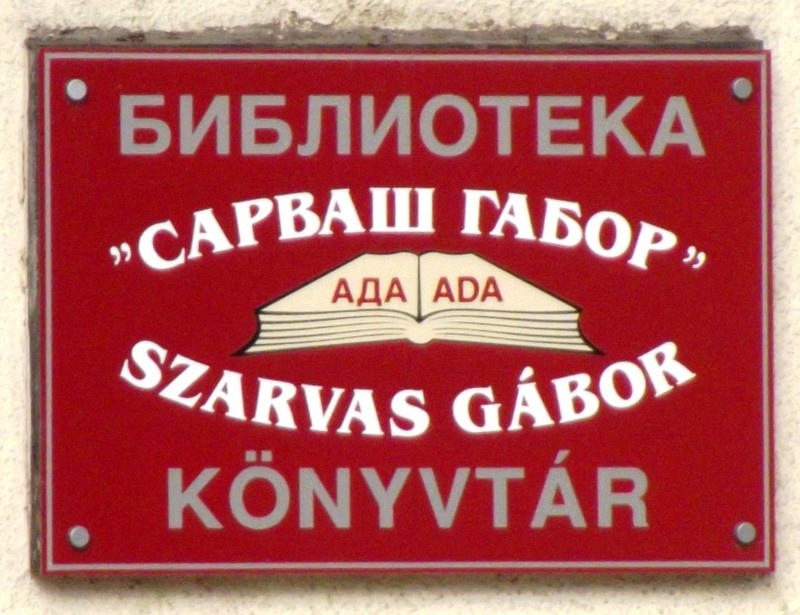 БИБЛИОТЕКА
"САРВАШ ГАБОР"
АДА ADA
SZARVAS GÁBOR
KÖNYVTÁR